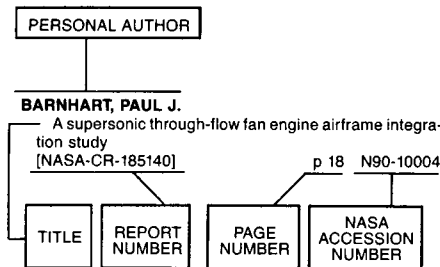 PERSONAL AUTHOR
BARNHART, PAUL J.
A supersonic through-flow fan engine airframe integra-
tion study
[NASA-CR-185140] p 18 N90-10004
TITLE
REPORT
NUMBER
PAGE
NUMBER
NASA
ACCESSION
NUMBER